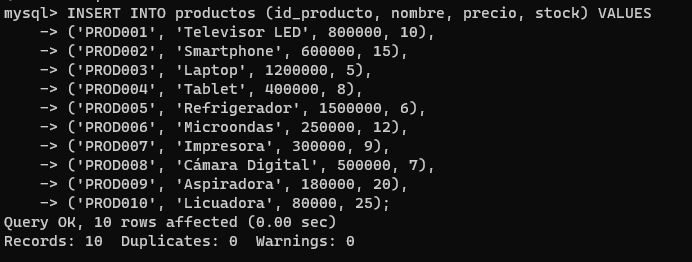 mysql> INSERT INTO productos (id_producto, nombre, precio, stock) VALUES
    -> ('PROD001', 'Televisor LED', 800000, 10),
    -> ('PROD002', 'Smartphone', 600000, 15),
    -> ('PROD003', 'Laptop', 1200000, 5),
    -> ('PROD004', 'Tablet', 400000, 8),
    -> ('PROD005', 'Refrigerador', 1500000, 6),
    -> ('PROD006', 'Microondas', 250000, 12),
    -> ('PROD007', 'Impresora', 300000, 9),
    -> ('PROD008', 'Cámara Digital', 500000, 7),
    -> ('PROD009', 'Aspiradora', 180000, 20),
    -> ('PROD010', 'Licuadora', 80000, 25);
Query OK, 10 rows affected (0.00 sec)
Records: 10  Duplicates: 0  Warnings: 0